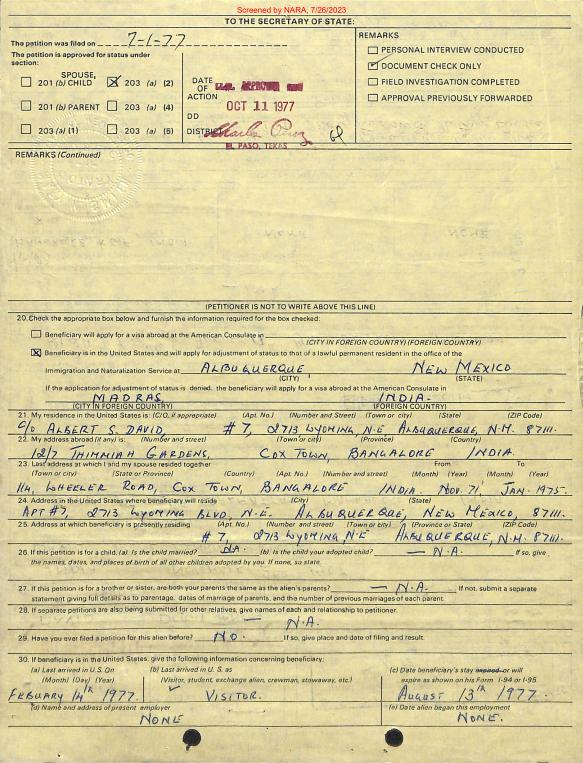 Screened by NARA, 7/26/2023
TO THE SECRETARY OF STATE:
The petition was filed on 7-1-77
The petition is approved for status under section:
SPOUSE,
201 (b) CHILD 203 (a) (2)
201 (b) PARENT 203 (a) (4)
203 (a) (1) 203 (a) (5)
DATE OF ACTION
OCT 11 1977
DD
DISTRICT
EL PASO, TEXAS
REMARKS
PERSONAL INTERVIEW CONDUCTED
DOCUMENT CHECK ONLY
FIELD INVESTIGATION COMPLETED
APPROVAL PREVIOUSLY FORWARDED
REMARKS (Continued)
(PETITIONER IS NOT TO WRITE ABOVE THIS LINE)
20. Check the appropriate box below and furnish the information required for the box checked:
Beneficiary will apply for a visa abroad at the American Consulate in
(CITY IN FOREIGN COUNTRY) (FOREIGN COUNTRY)
Beneficiary is in the United States and will apply for adjustment of status to that of a lawful permanent resident in the office of the
Immigration and Naturalization Service at ALBUQUERQUE NEW MEXICO
(CITY) (STATE)
If the application for adjustment of status is denied, the beneficiary will apply for a visa abroad at the American Consulate in
MADRAS INDIA.
(CITY IN FOREIGN COUNTRY) (FOREIGN COUNTRY)
21. My residence in the United States is: (C/O, if appropriate) (Apt. No.) (Number and Street) (Town or city) (State) (ZIP Code)
C/o ALBERT S. DAVID, # 7, 2713 WYOMING, N.E ALBUQUERQUE, N.M. 87111.
22. My address abroad (if any) is: (Number and street) (Town or city) (Province) (Country)
12/7 THIMMIAH GARDENS, COX TOWN, BANGALORE INDIA.
23. Last address at which I and my spouse resided together From To
(Town or city) (State or Province) (Country) (Apt. No.) (Number and street) (Month) (Year) (Month) (Year)
114, WHEELER ROAD, COX TOWN, BANGALORE INDIA. NOV. 71, JAN. 1975.
24. Address in the United States where beneficiary will reside (City) (State)
APT #7, 2713 WYOMING BLVD, N.E. ALBUQUERQUE, NEW MEXICO, 87111.
25. Address at which beneficiary is presently residing (Apt. No.) (Number and street) (Town or city) (Province or State) (ZIP Code)
# 7, 2713 WYOMING N.E ALBUQUERQUE, N.M. 87111.
26. If this petition is for a child, (a) Is the child married? NA. (b) Is the child your adopted child? — N.A. If so, give
the names, dates, and places of birth of all other children adopted by you. If none, so state.
27. If this petition is for a brother or sister, are both your parents the same as the alien's parents? — N.A. If not, submit a separate
statement giving full details as to parentage, dates of marriage of parents, and the number of previous marriages of each parent.
28. If separate petitions are also being submitted for other relatives, give names of each and relationship to petitioner.
— N.A.
29. Have you ever filed a petition for this alien before? NO. If so, give place and date of filing and result.
30. If beneficiary is in the United States, give the following information concerning beneficiary:
(a) Last arrived in U.S. On (Month) (Day) (Year)
FEBUARY 14th 1977.
(b) Last arrived in U.S. as (Visitor, student, exchange alien, crewman, stowaway, etc.)
VISITOR.
(c) Date beneficiary's stay expired or will expire as shown on his Form I-94 or I-95
AUGUST 13th 1977.
(d) Name and address of present employer
NONE
(e) Date alien began this employment
NONE.